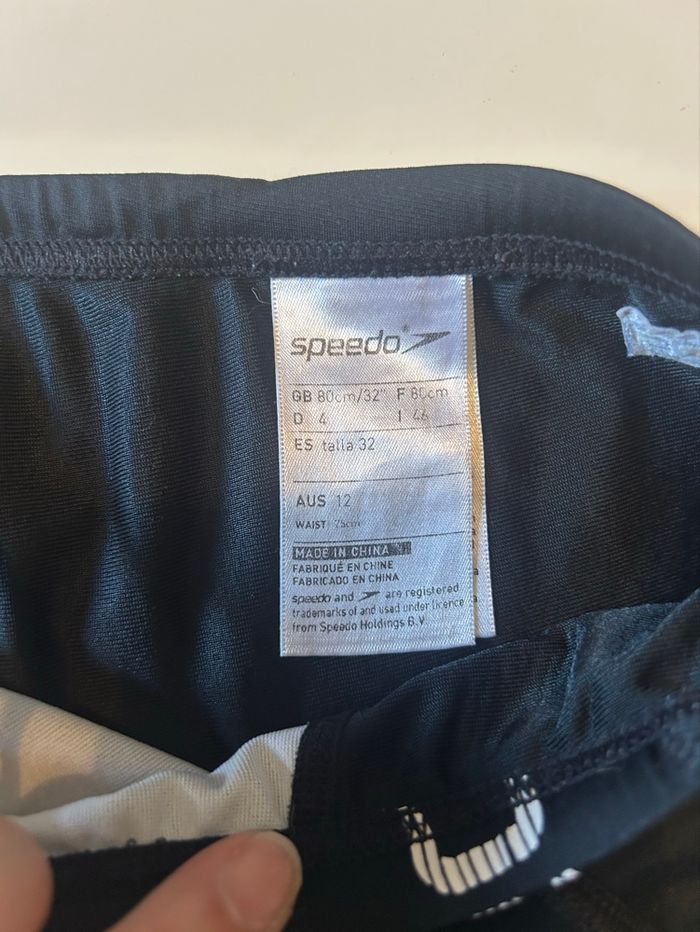 speedo®
GB 80cm/32" F 80cm
D 4 I 46
ES talla 32
AUS 12
WAIST 75cm
MADE IN CHINA
FABRIQUÉ EN CHINE
FABRICADO EN CHINA
speedo and are registered
trademarks of and used under licence
from Speedo Holdings B.V.